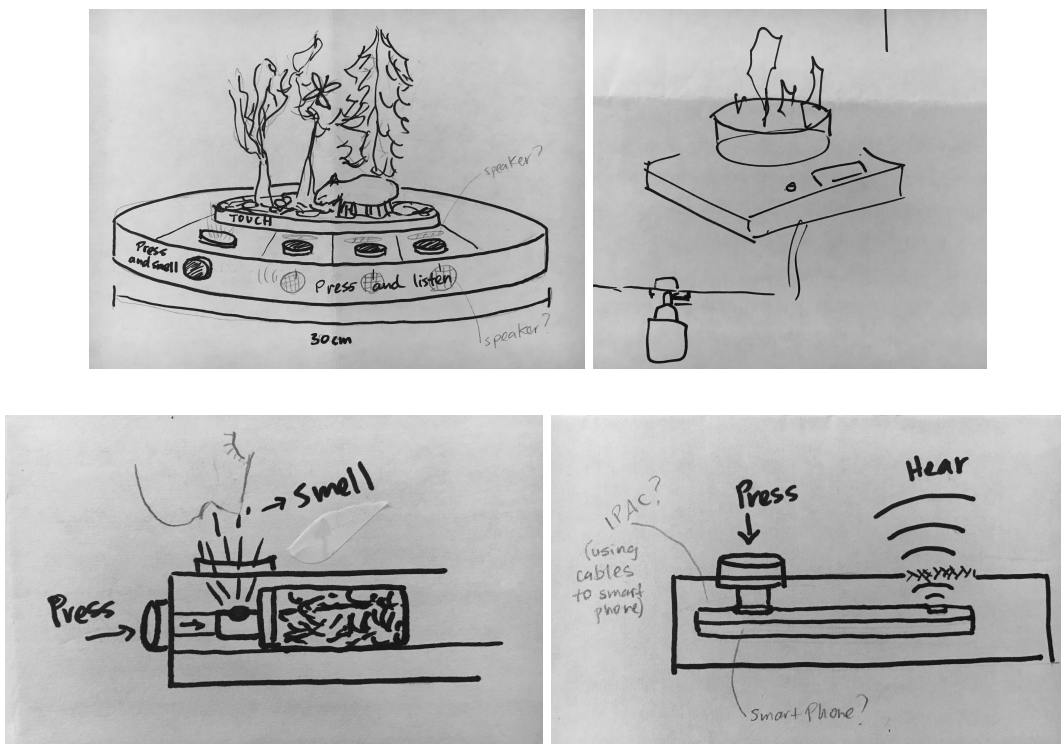 speaker?
TOUCH
Press
and smell
Press and listen
30cm
speaker?
smell
Press
Hear
IPAC?
Press
(using
cables
to smart
phone)
Smart Phone?